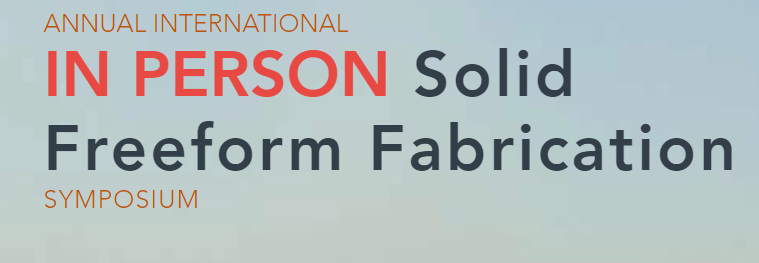 ANNUAL INTERNATIONAL
IN PERSON Solid
Freeform Fabrication
SYMPOSIUM